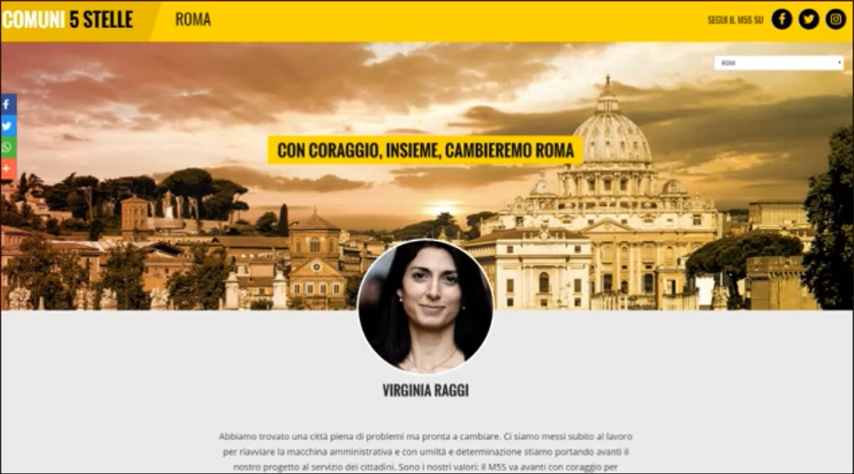 COMUNI 5 STELLE ROMA SEGUI IL M5S SU
ROMA
CON CORAGGIO, INSIEME, CAMBIEREMO ROMA
VIRGINIA RAGGI
Abbiamo trovato una città piena di problemi ma pronta a cambiare. Ci siamo messi subito al lavoro
per riavviare la macchina amministrativa e con umiltà e determinazione stiamo portando avanti il
nostro progetto al servizio dei cittadini. Sono i nostri valori: il M5S va avanti con coraggio per